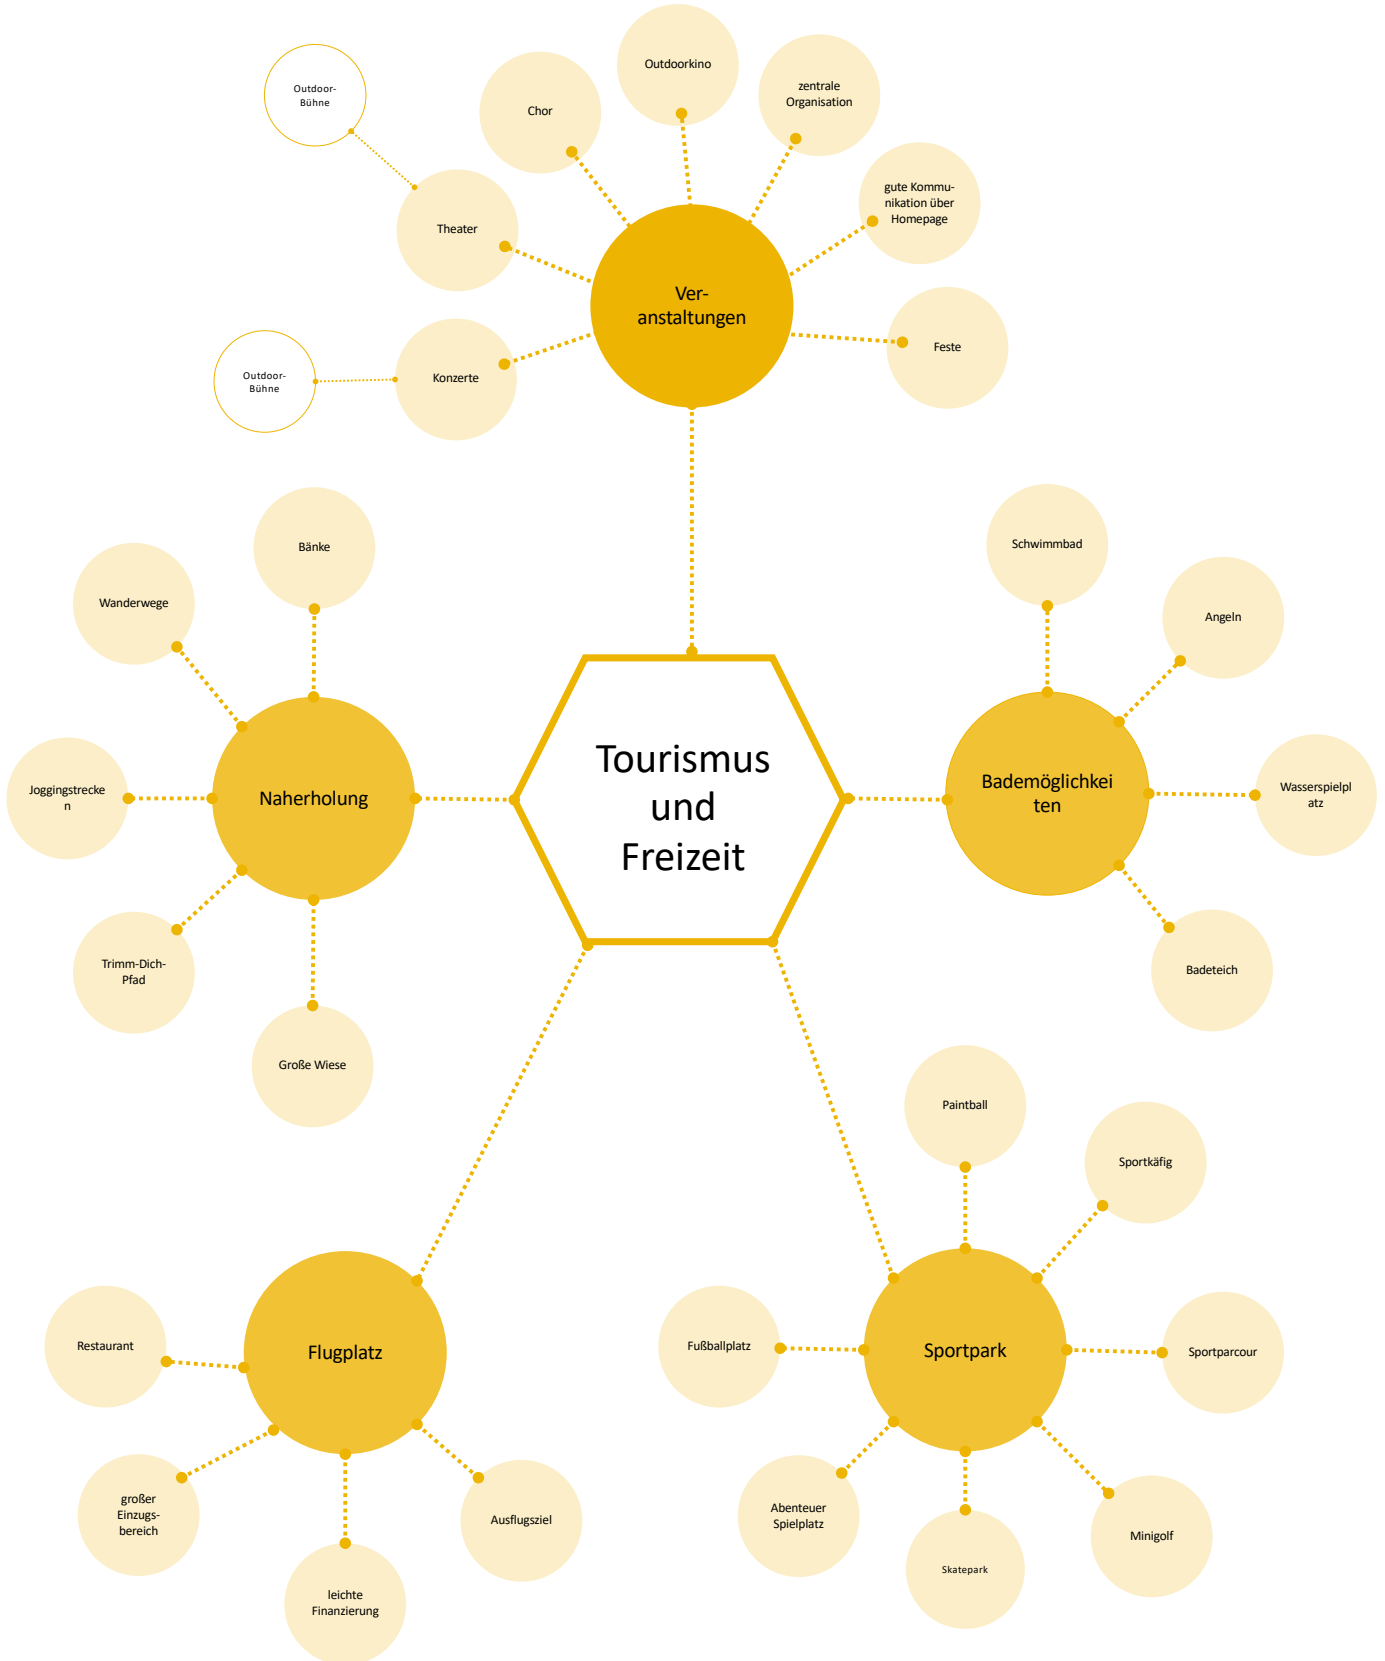 Outdoorkino
zentrale
Organisation
Outdoor-
Bühne
Chor
gute Kommu-
nikation über
Homepage
Theater
Ver-
anstaltungen
Feste
Outdoor-
Bühne
Konzerte
Bänke
Wanderwege
Joggingstrecke
n
Naherholung
Trimm-Dich-
Pfad
Große Wiese
Tourismus
und
Freizeit
Schwimmbad
Angeln
Bademöglichkei
ten
Wasserspielpl
atz
Badeteich
Restaurant
Flugplatz
großer
Einzugs-
bereich
leichte
Finanzierung
Ausflugsziel
Paintball
Sportkäfig
Fußballplatz
Sportpark
Sportparcour
Abenteuer
Spielplatz
Skatepark
Minigolf